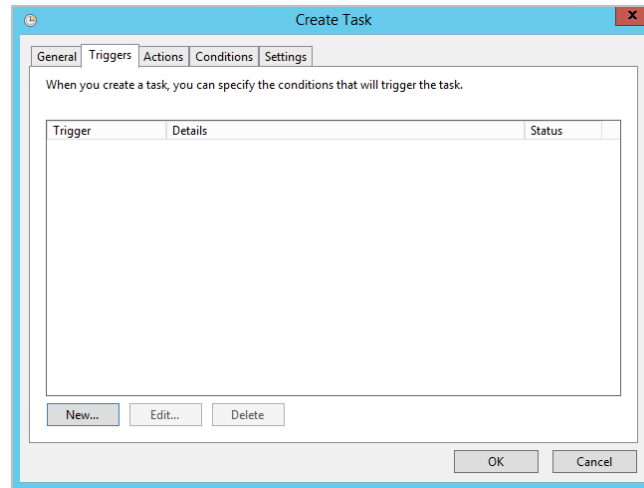 Create Task
x
General Triggers Actions Conditions Settings
When you create a task, you can specify the conditions that will trigger the task.
Trigger Details Status
New... Edit... Delete
OK Cancel